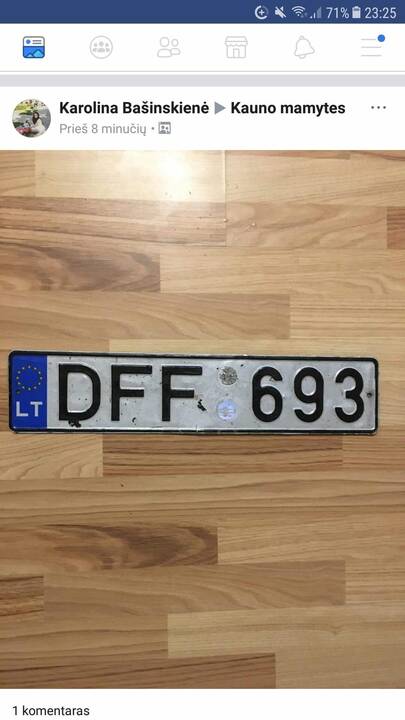 71% 23:25
Karolina Bašinskienė ▶ Kauno mamytes
Prieš 8 minučių
LT DFF 693
1 komentaras